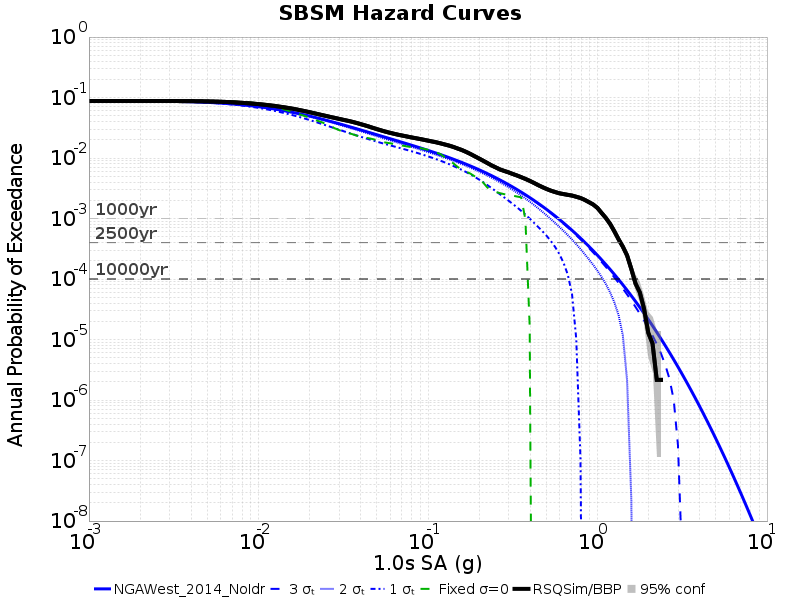 SBSM Hazard Curves
Annual Probability of Exceedance
10^0
10^-1
10^-2
10^-3
10^-4
10^-5
10^-6
10^-7
10^-8
1000yr
2500yr
10000yr
10^-3 10^-2 10^-1 10^0 10^1
1.0s SA (g)
NGAWest_2014_NoIdr 3 σₜ 2 σₜ 1 σₜ Fixed σ=0 RSQSim/BBP 95% conf